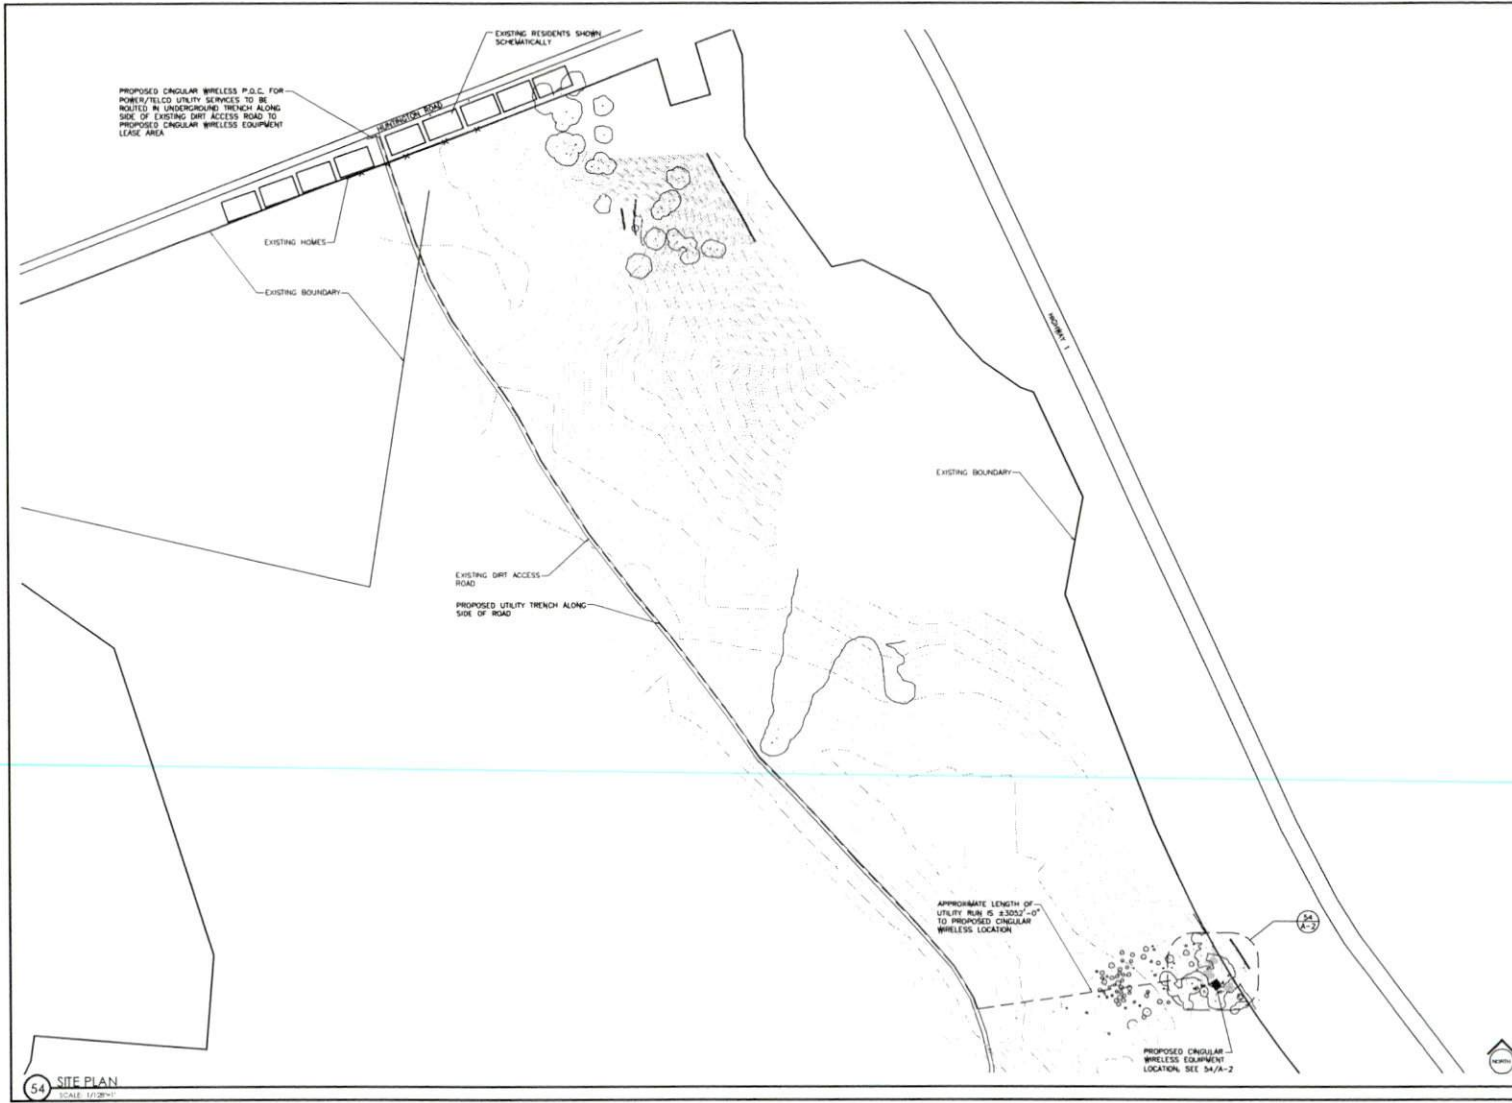 EXISTING RESIDENTS SHOWN
SCHEMATICALLY
PROPOSED CINGULAR WIRELESS P.O.C. FOR
POWER/TELCO UTILITY SERVICES TO BE
ROUTED IN UNDERGROUND TRENCH ALONG
SIDE OF EXISTING DIRT ACCESS ROAD TO
PROPOSED CINGULAR WIRELESS EQUIPMENT
LEASE AREA
HUNTINGTON ROAD
EXISTING HOMES
EXISTING BOUNDARY
HIGHWAY 1
EXISTING BOUNDARY
EXISTING DIRT ACCESS
ROAD
PROPOSED UTILITY TRENCH ALONG
SIDE OF ROAD
APPROXIMATE LENGTH OF
UTILITY RUN IS ±3052'-0"
TO PROPOSED CINGULAR
WIRELESS LOCATION
54
A-2
PROPOSED CINGULAR
WIRELESS EQUIPMENT
LOCATION, SEE 54/A-2
NORTH
54
SITE PLAN
SCALE: